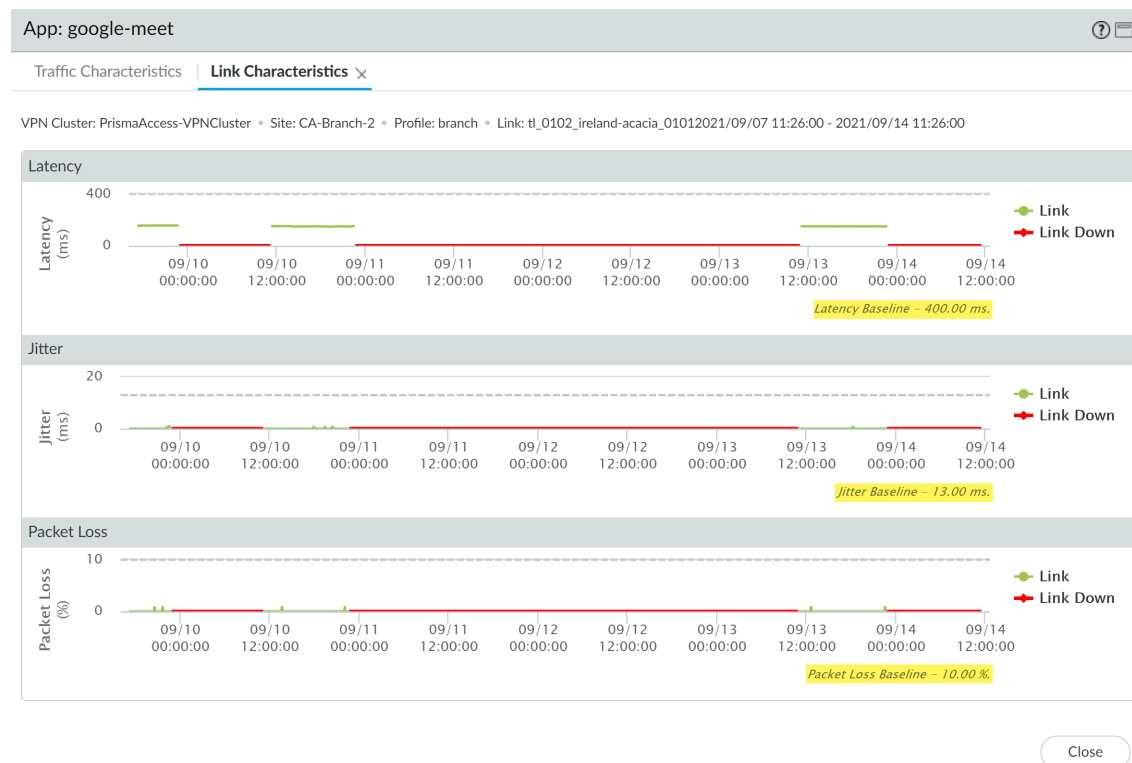 App: google-meet
Traffic Characteristics Link Characteristics
VPN Cluster: PrismaAccess-VPNCluster • Site: CA-Branch-2 • Profile: branch • Link: tl_0102_ireland-acacia_01012021/09/07 11:26:00 - 2021/09/14 11:26:00
Latency
400
Latency
(ms)
0
Link
Link Down
09/10 09/10 09/11 09/11 09/12 09/12 09/13 09/13 09/14 09/14
00:00:00 12:00:00 00:00:00 12:00:00 00:00:00 12:00:00 00:00:00 12:00:00 00:00:00 12:00:00
Latency Baseline – 400.00 ms.
Jitter
20
Jitter
(ms)
0
Link
Link Down
09/10 09/10 09/11 09/11 09/12 09/12 09/13 09/13 09/14 09/14
00:00:00 12:00:00 00:00:00 12:00:00 00:00:00 12:00:00 00:00:00 12:00:00 00:00:00 12:00:00
Jitter Baseline – 13.00 ms.
Packet Loss
10
Packet Loss
(%)
0
Link
Link Down
09/10 09/10 09/11 09/11 09/12 09/12 09/13 09/13 09/14 09/14
00:00:00 12:00:00 00:00:00 12:00:00 00:00:00 12:00:00 00:00:00 12:00:00 00:00:00 12:00:00
Packet Loss Baseline – 10.00 %.
Close